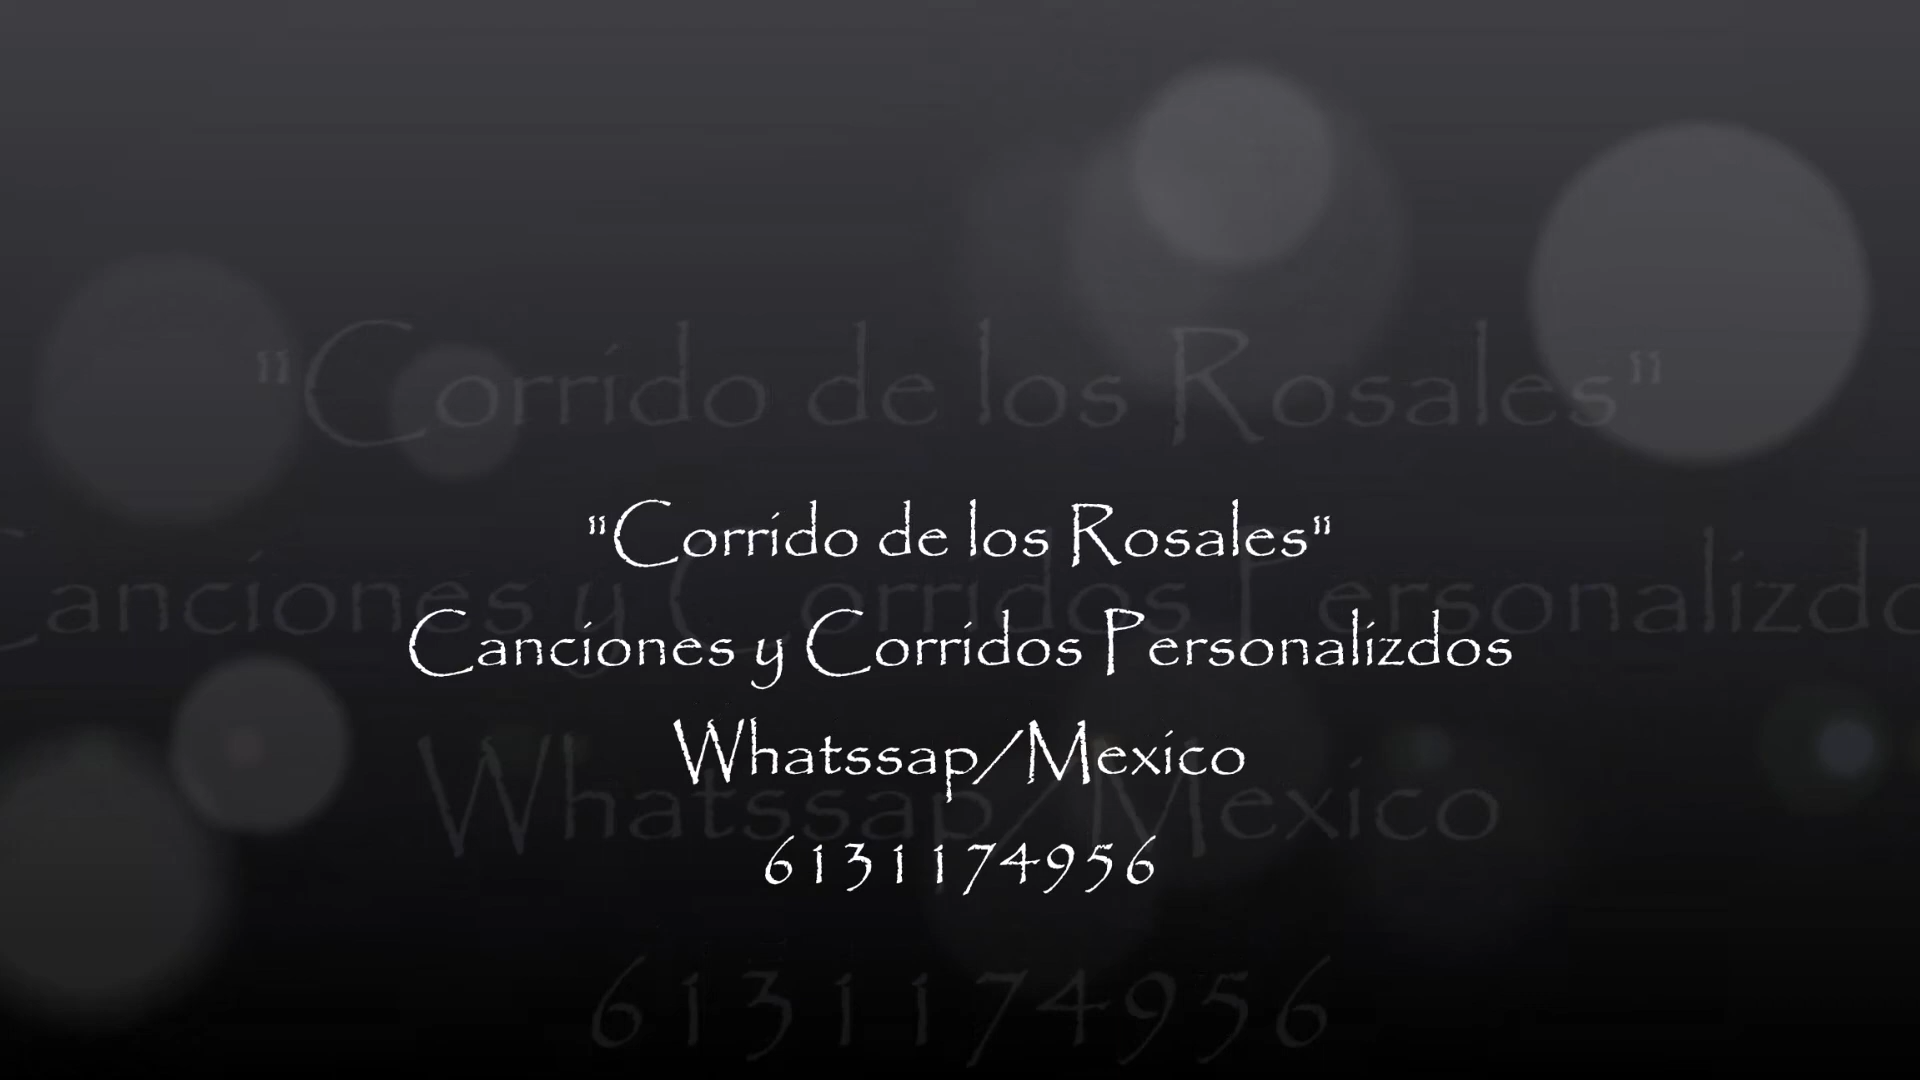 "Corrido de los Rosales"
Canciones y Corridos Personalizdos
Whatssap/Mexico
6131174956